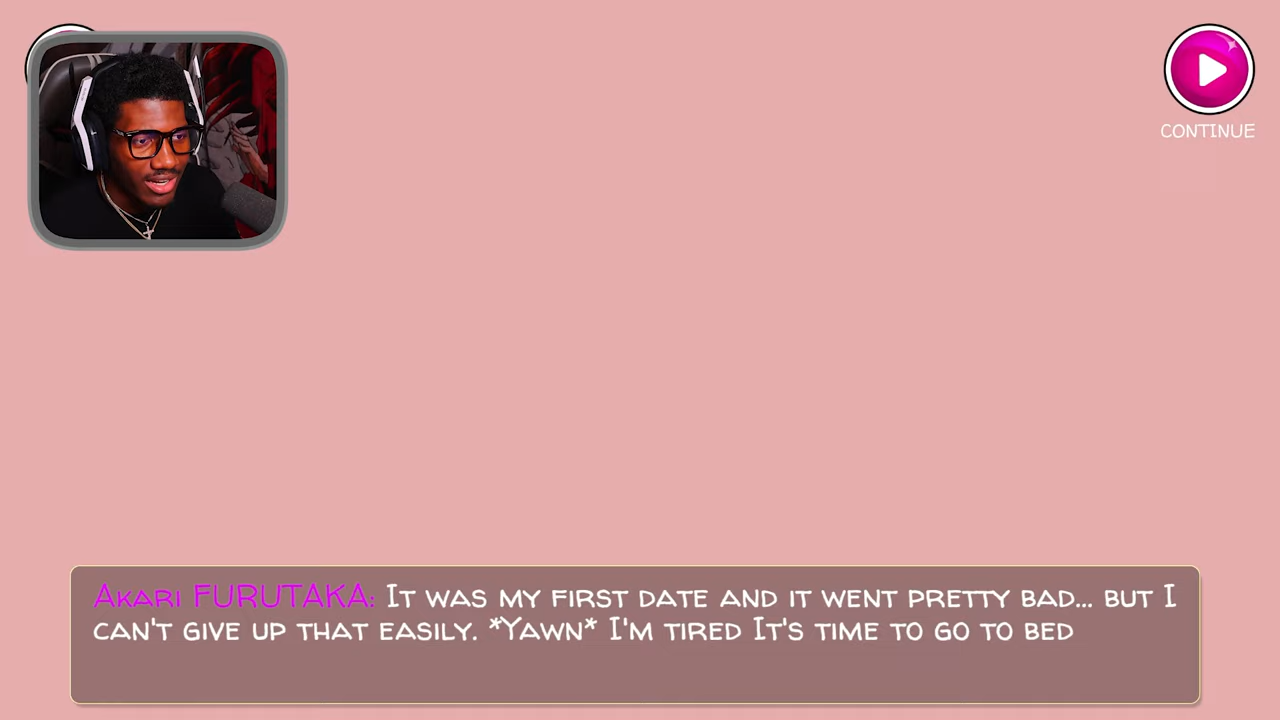 CONTINUE
Akari FURUTAKA: It was my first date and it went pretty bad... but I
can't give up that easily. *Yawn* I'm tired It's time to go to bed